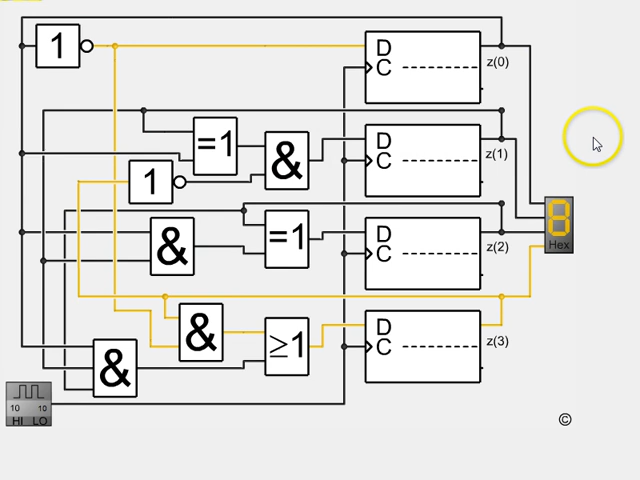 1
D
C
z(0)
=1
&
D
C
z(1)
1
&
=1
D
C
z(2)
8
Hex
&
≥1
D
C
z(3)
&
10 10
HI LO
©